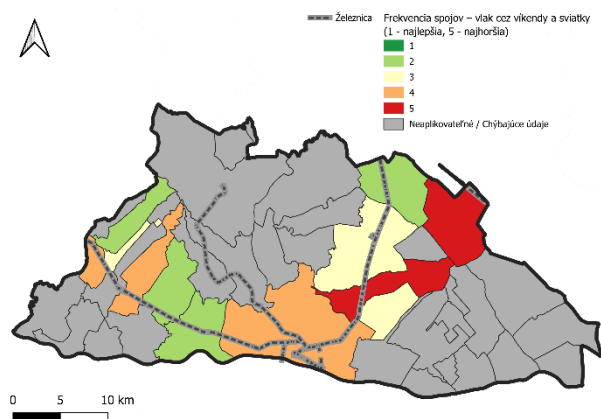 Železnica
Frekvencia spojov – vlak cez víkendy a sviatky
(1 - najlepšia, 5 - najhoršia)
1
2
3
4
5
Neaplikovateľné / Chýbajúce údaje
0 5 10 km